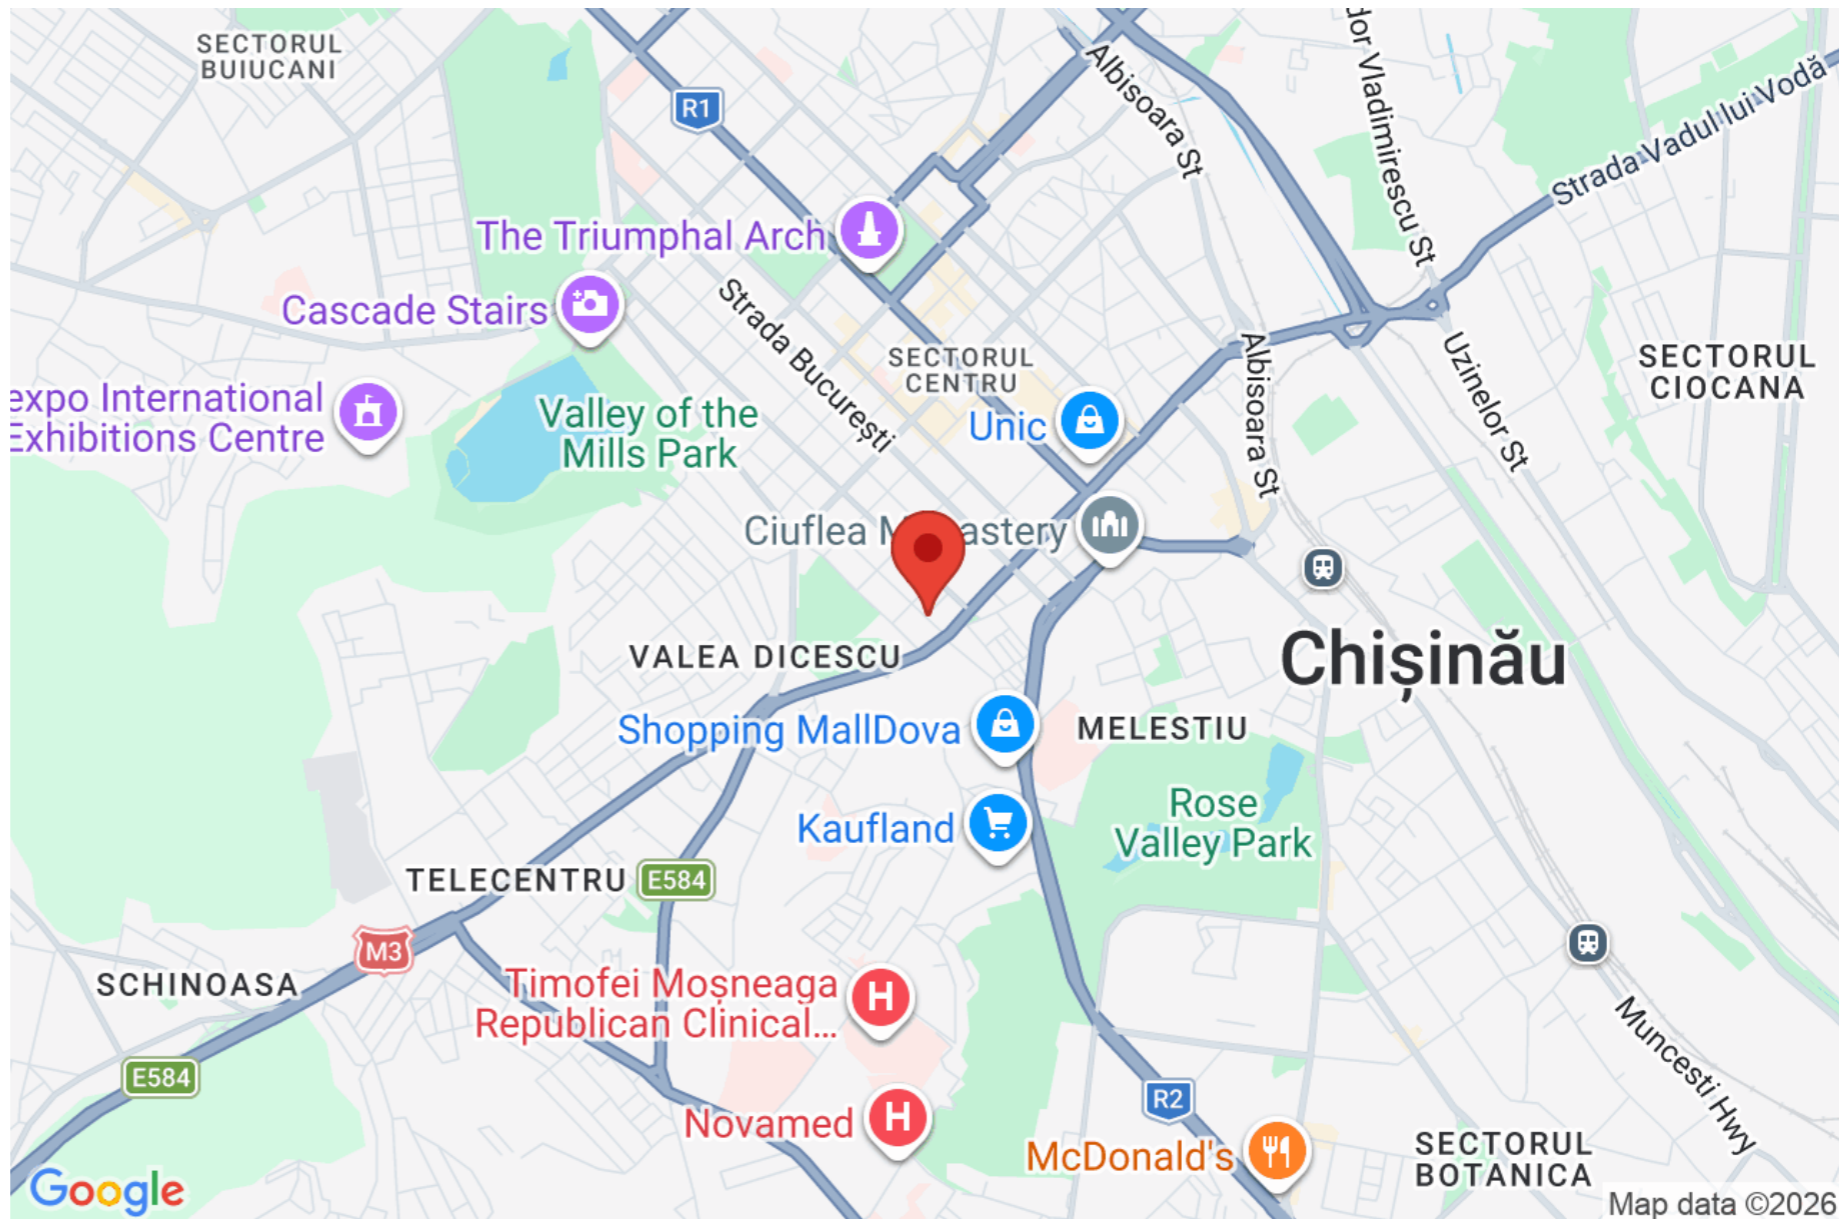 SECTORUL
BUIUCANI
R1
Albisoara St
dor Vladimirescu St
Strada Vadul lui Vodă
The Triumphal Arch
Cascade Stairs
Strada București
SECTORUL
CENTRU
Albisoara St
Uzinelor St
SECTORUL
CIOCANA
expo International
Exhibitions Centre
Valley of the
Mills Park
Unic
Ciuflea M astery
VALEA DICESCU
Chișinău
Shopping MallDova
MELESTIU
Rose
Valley Park
Kaufland
TELECENTRU
E584
M3
SCHINOASA
Timofei Moșneaga
Republican Clinical...
H
E584
Novamed
H
R2
McDonald's
Muncesti Hwy
SECTORUL
BOTANICA
Google
Map data ©2026